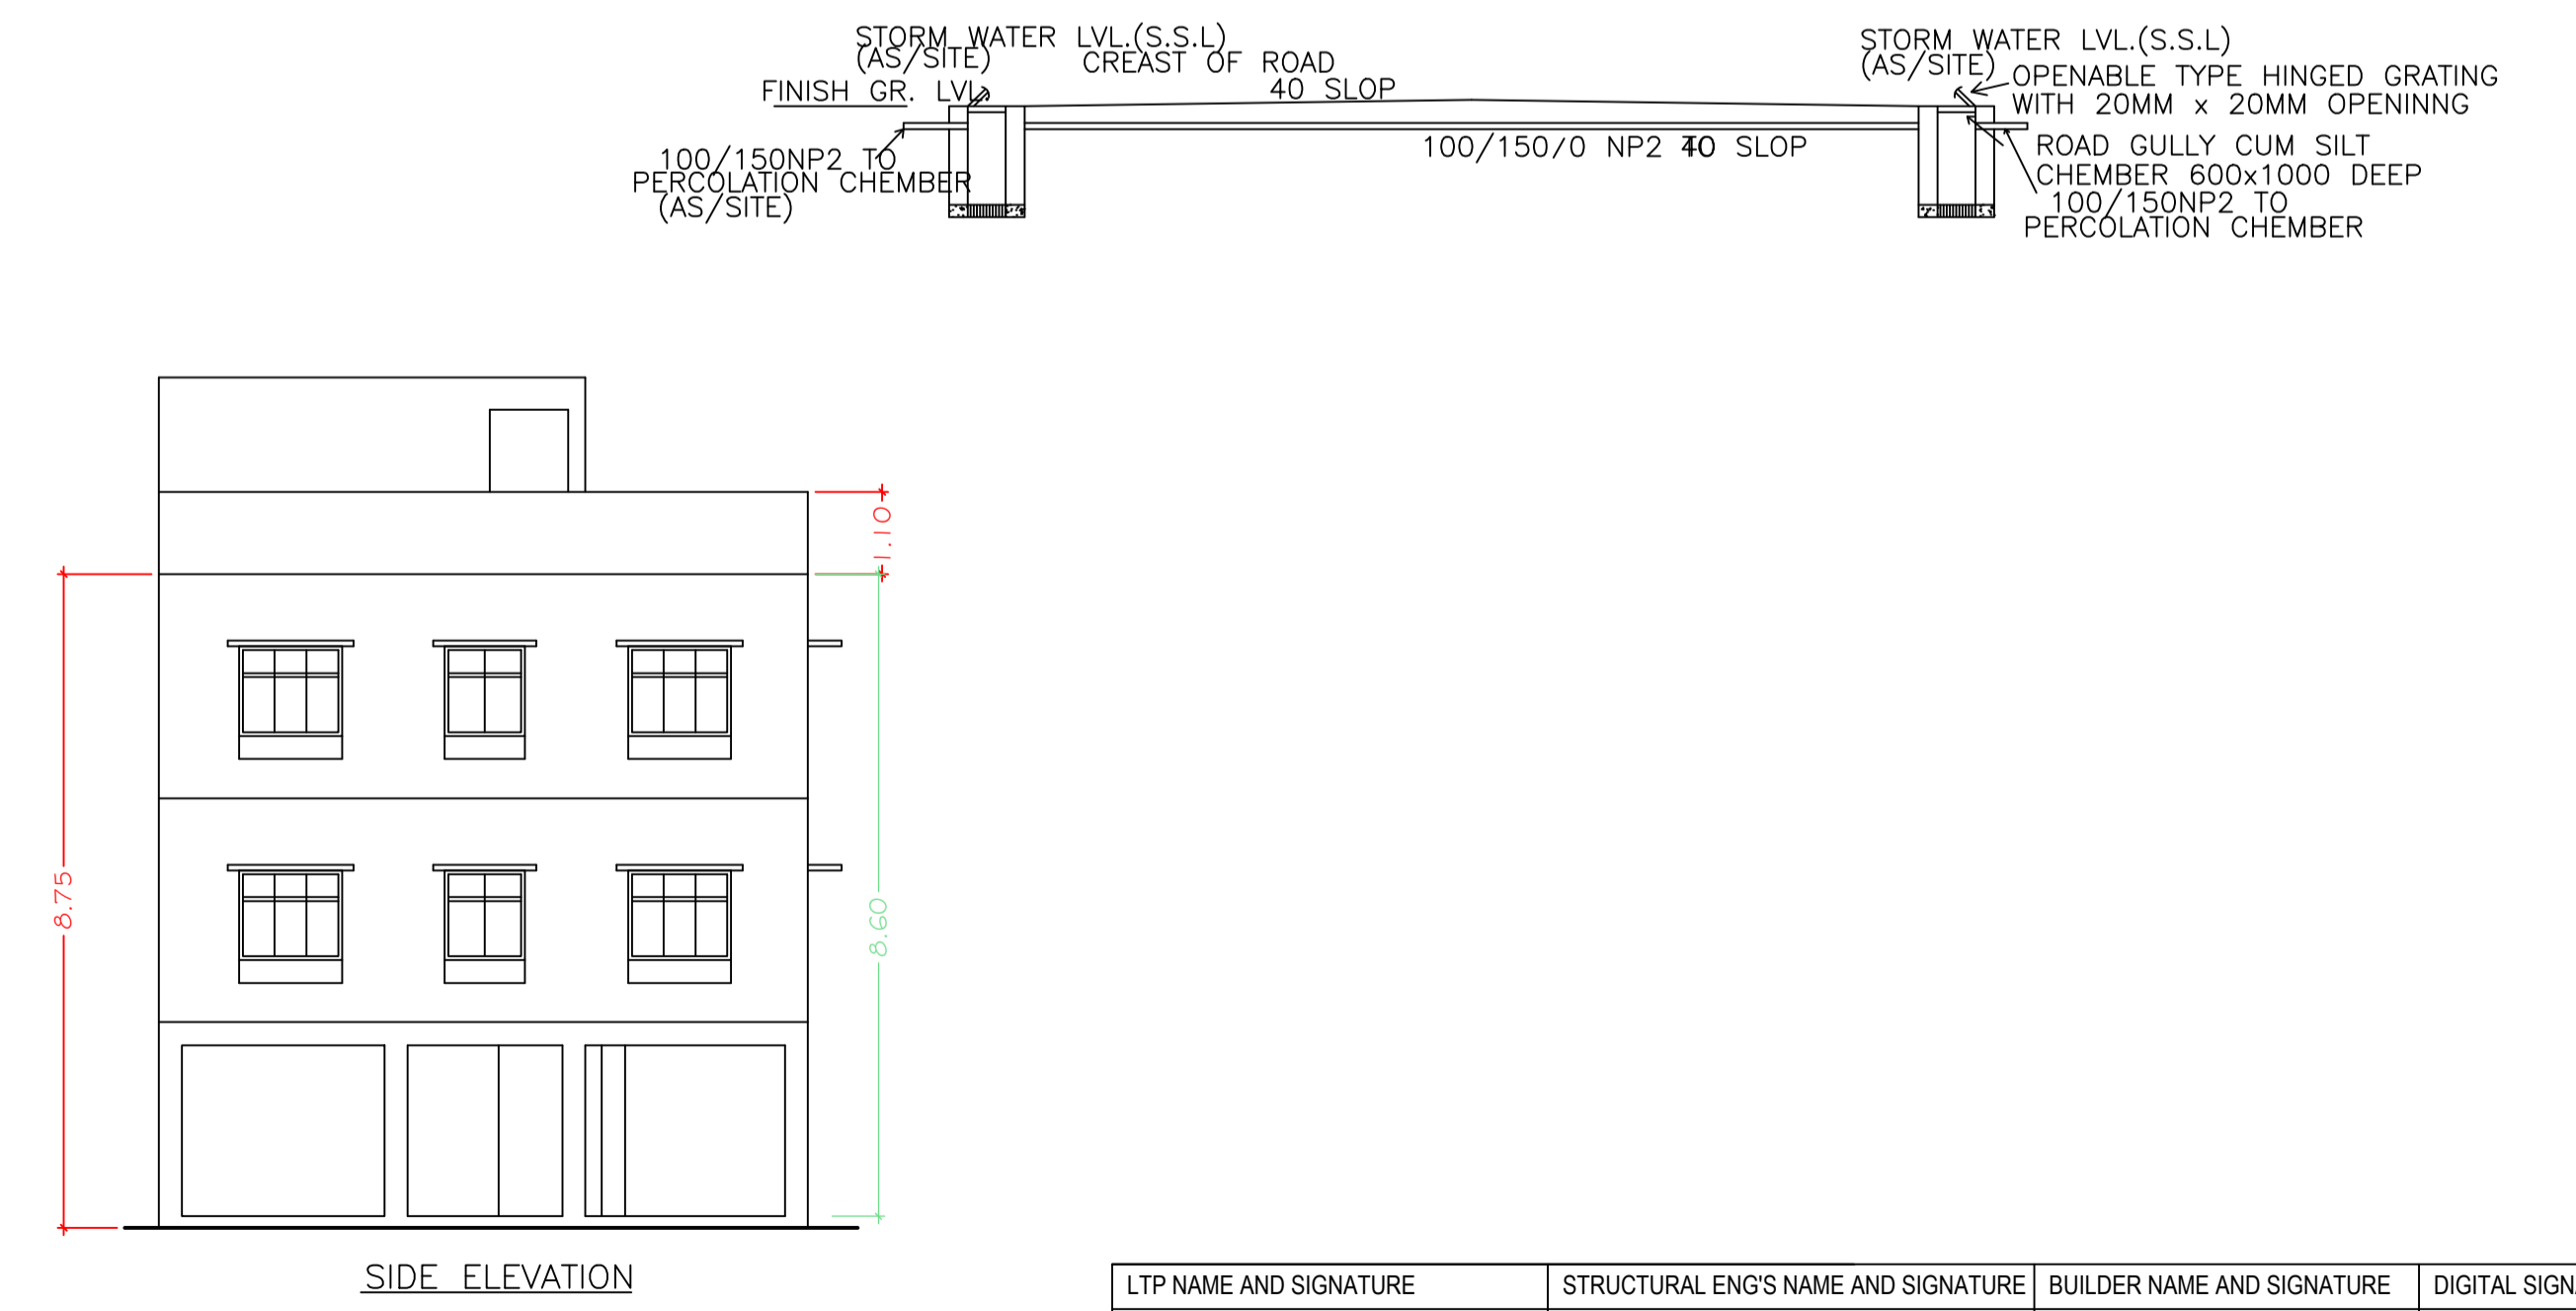 STORM WATER LVL.(S.S.L)
(AS/SITE)
CREAST OF ROAD
40 SLOP
FINISH GR. LVL.
100/150NP2 TO
PERCOLATION CHEMBER
(AS/SITE)
100/150/0 NP2 TO
40 SLOP
STORM WATER LVL.(S.S.L)
(AS/SITE)
OPENABLE TYPE HINGED GRATING
WITH 20MM x 20MM OPENINNG
ROAD GULLY CUM SILT
CHEMBER 600x1000 DEEP
100/150NP2 TO
PERCOLATION CHEMBER
1.10
8.75
8.60
SIDE ELEVATION
LTP NAME AND SIGNATURE
STRUCTURAL ENG'S NAME AND SIGNATURE
BUILDER NAME AND SIGNATURE
DIGITAL SIGN